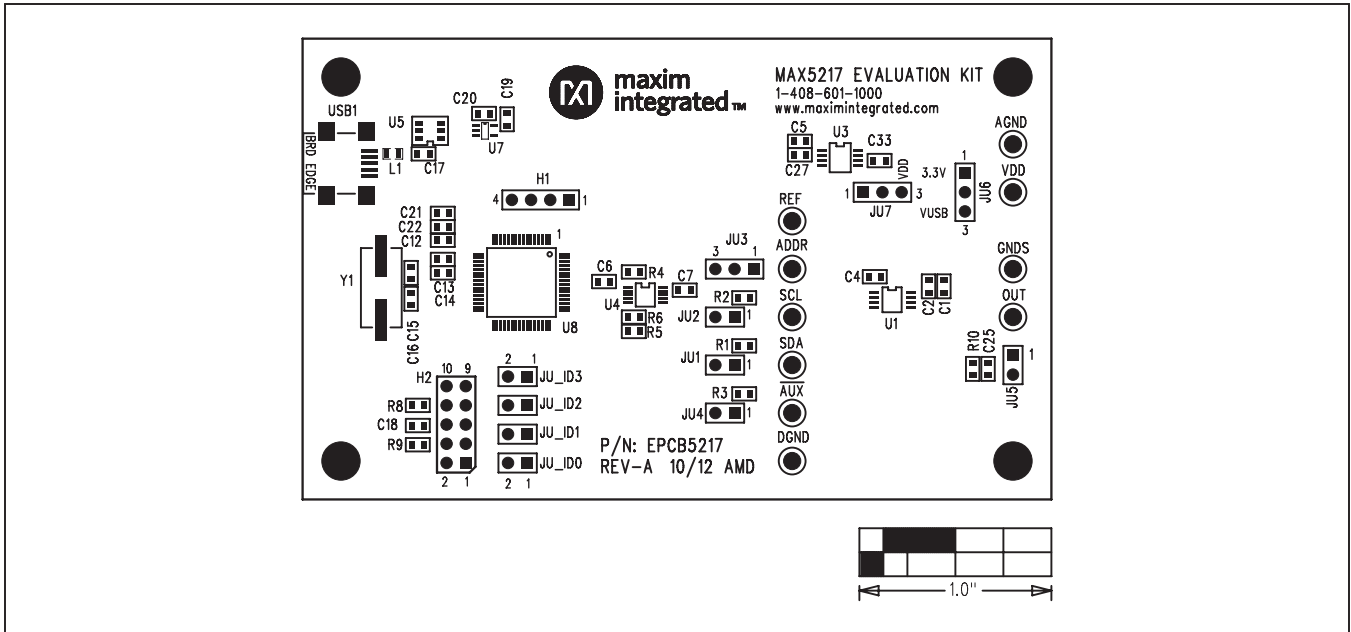 maxim
integrated™
MAX5217 EVALUATION KIT
1-408-601-1000
www.maximintegrated.com
USB1
BRD EDGE
U5
L1
C17
C20
C19
U7
H1
4
1
C21
C22
C12
C13
C14
Y1
C15
C16
1
U8
C6
R4
C7
U4
R6
R5
C5
U3
C33
C27
VDD
1
3
JU7
3.3V
1
JU6
VUSB
3
AGND
VDD
REF
ADDR
SCL
SDA
AUX
DGND
JU3
3
1
R2
JU2
1
R1
JU1
1
R3
JU4
1
C4
U1
C2
C1
GNDS
OUT
R10
C25
1
JU5
H2
10
9
2
1
R8
C18
R9
2
1
JU_ID3
JU_ID2
JU_ID1
JU_ID0
2
1
P/N: EPCB5217
REV-A 10/12 AMD
1.0"